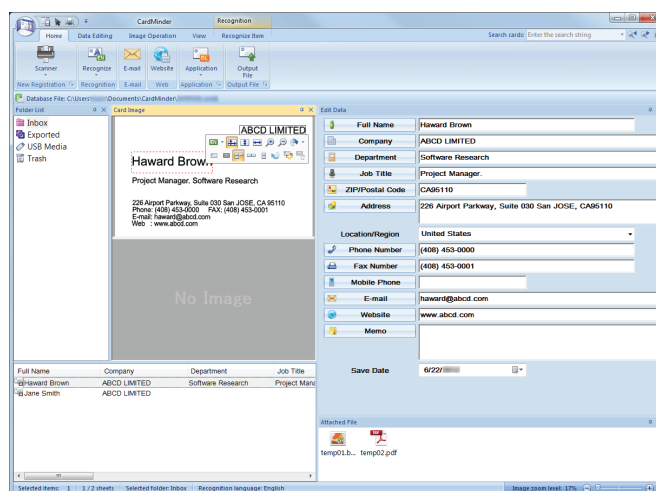 CardMinder
Recognition
Home
Data Editing
Image Operation
View
Recognize Item
Search cards:
Enter the search string
Scanner
Recognize
E-mail
Website
Application
Output
File
New Registration
Recognition
E-mail
Web
Application
Output File
Database File: C:\Users\
\Documents\CardMinder\
Folder List
Card Image
Edit Data
Inbox
Exported
USB Media
Trash
ABCD LIMITED
Haward Brown
Project Manager. Software Research
226 Airport Parkway, Suite 030 San JOSE, CA 95110
Phone: (408) 453-0000 FAX: (408) 453-0001
E-mail: haward@abcd.com
Web : www.abcd.com
No Image
Full Name
Haward Brown
Company
ABCD LIMITED
Department
Software Research
Job Title
Project Manager.
ZIP/Postal Code
CA95110
Address
226 Airport Parkway, Suite 030 San JOSE, CA95110
Location/Region
United States
Phone Number
(408) 453-0000
Fax Number
(408) 453-0001
Mobile Phone
E-mail
haward@abcd.com
Website
www.abcd.com
Memo
Save Date
6/22/
Full Name Company Department Job Title
Haward Brown ABCD LIMITED Software Research Project Mana
Jane Smith ABCD LIMITED
Attached File
temp01.b...
temp02.pdf
Selected items: 1
1 / 2 sheets
Selected folder: Inbox
Recognition language: English
Image zoom level: 17%